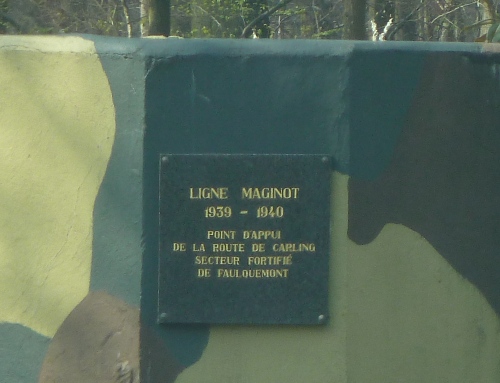 LIGNE MAGINOT
1939 - 1940
POINT D'APPUI
DE LA ROUTE DE CARLING
SECTEUR FORTIFIÉ
DE FAULQUEMONT